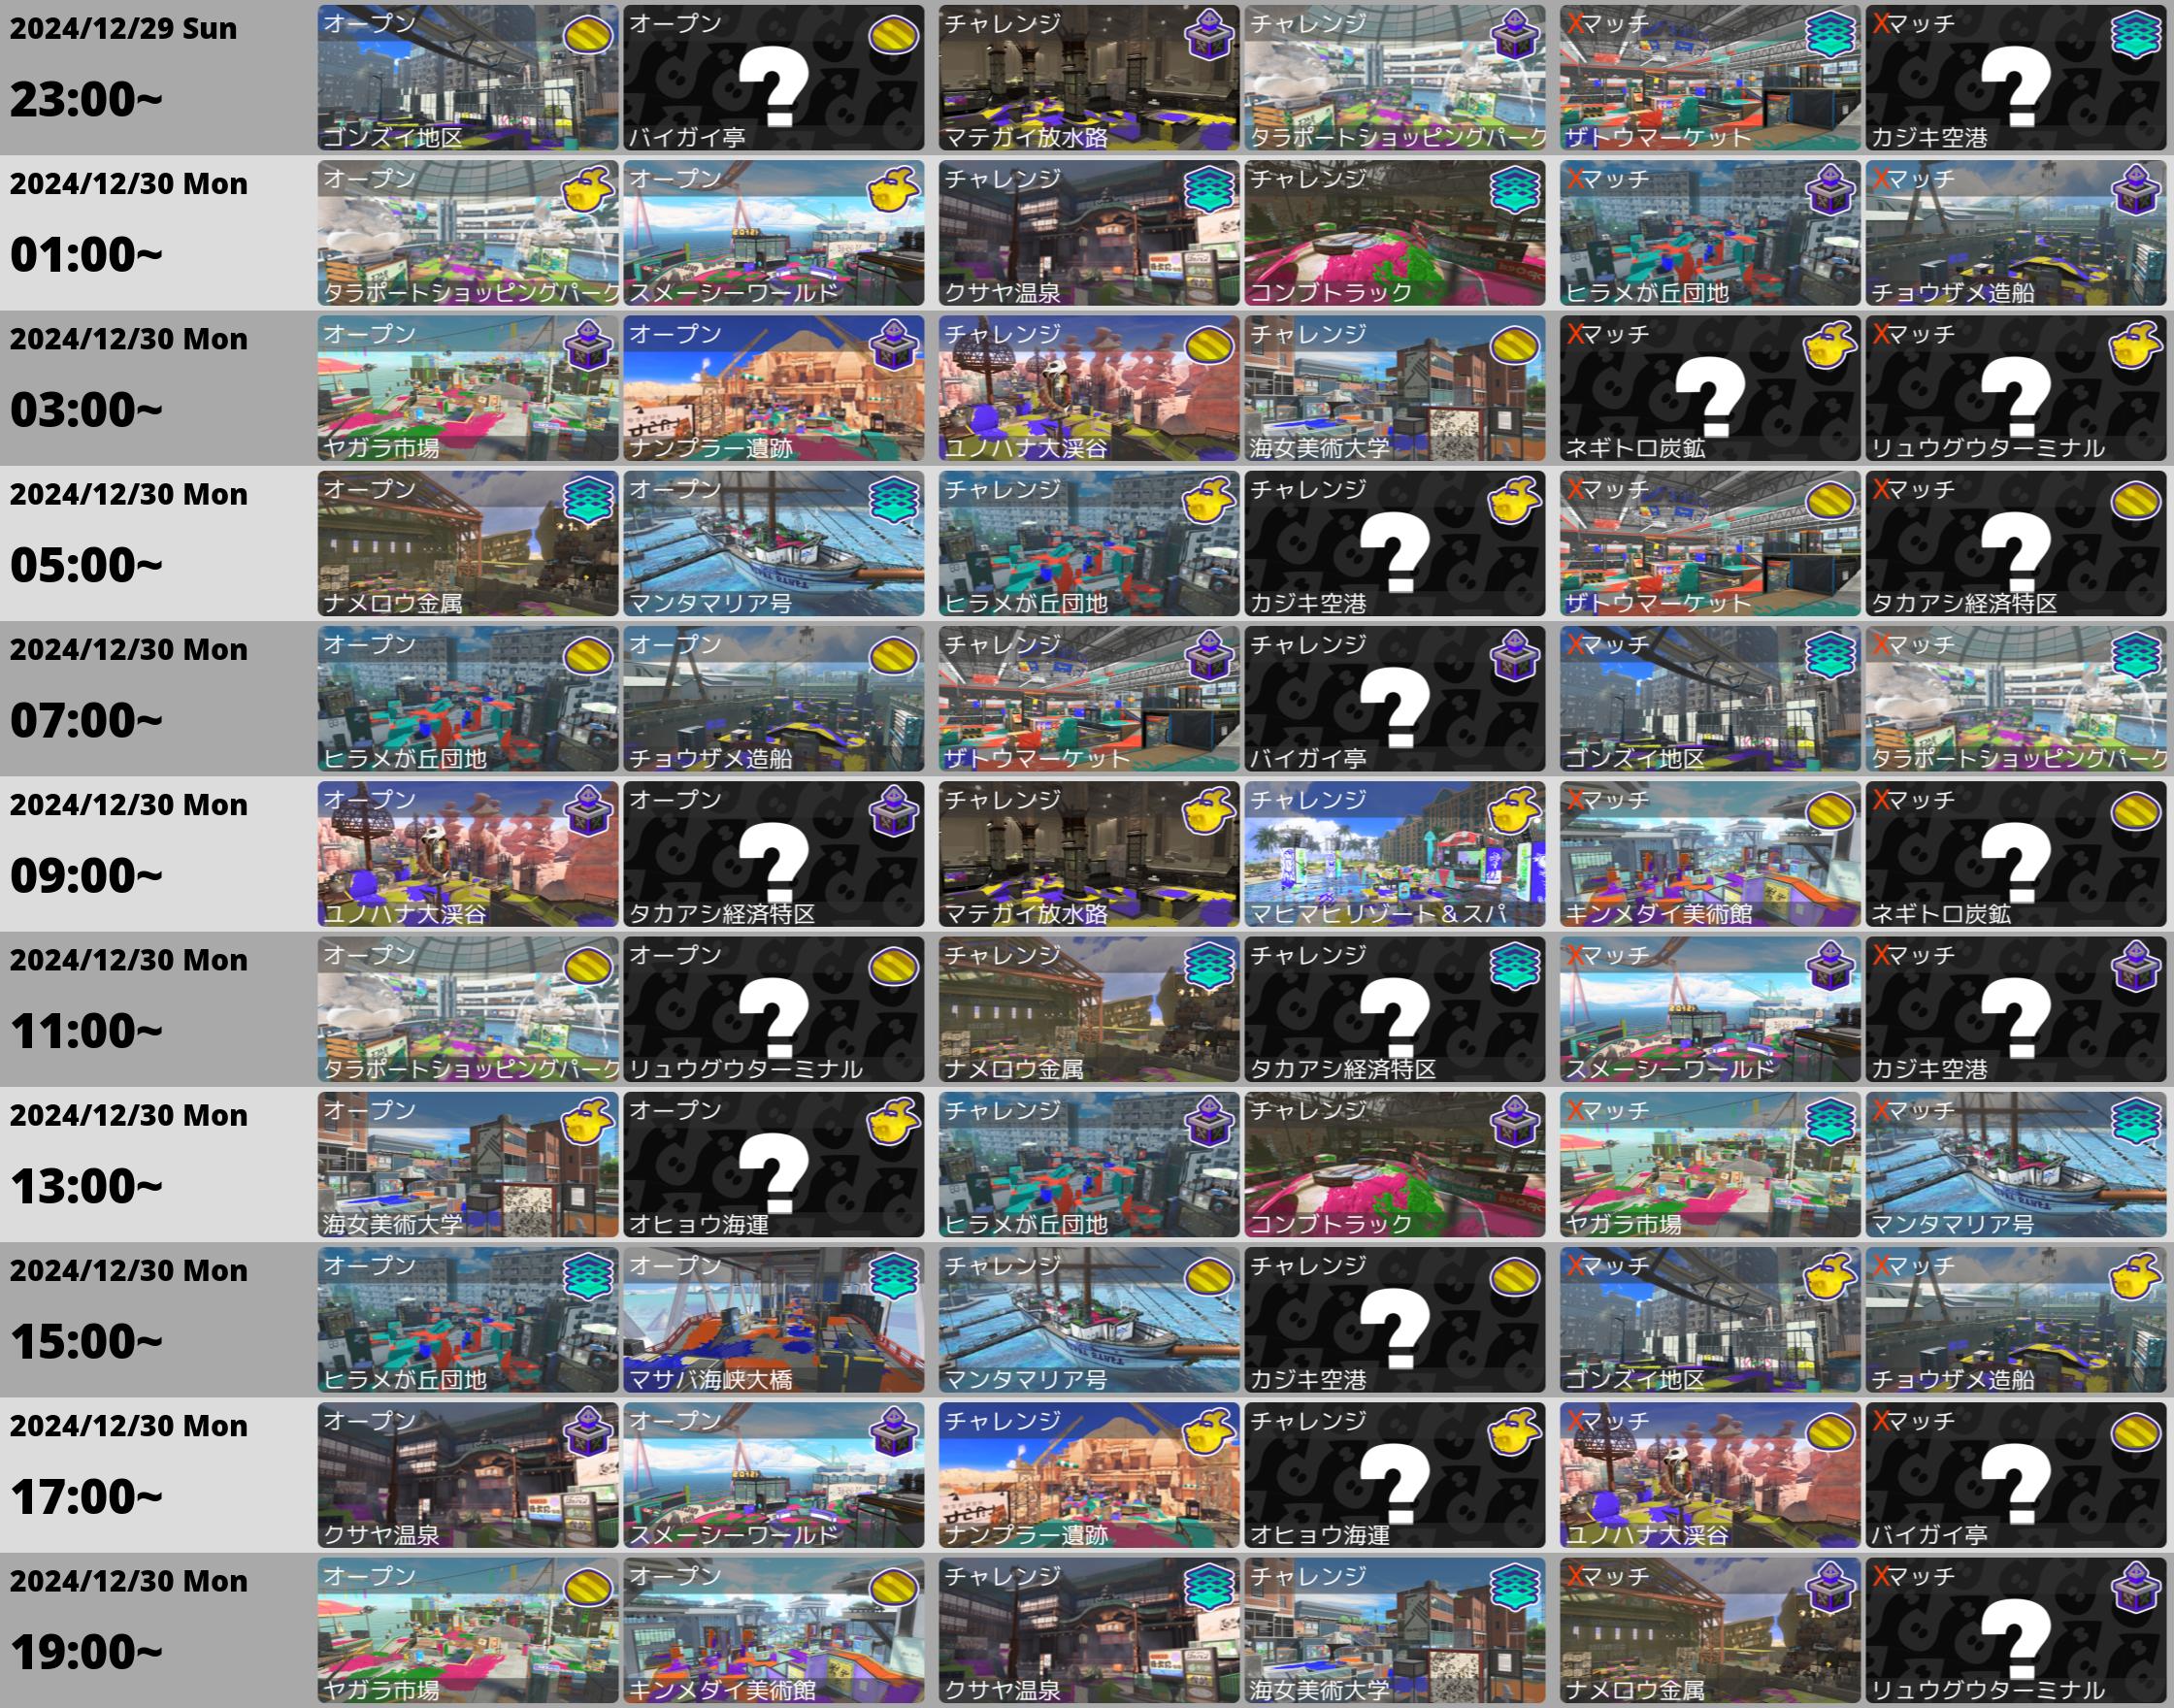 2024/12/29 Sun
23:00~
オープン
ゴンズイ地区
オープン
バイガイ亭
チャレンジ
マテガイ放水路
チャレンジ
タラポートショッピングパーク
Xマッチ
ザトウマーケット
Xマッチ
カジキ空港
2024/12/30 Mon
01:00~
オープン
タラポートショッピングパーク
オープン
スメーシーワールド
チャレンジ
クサヤ温泉
チャレンジ
コンブトラック
Xマッチ
ヒラメが丘団地
Xマッチ
チョウザメ造船
2024/12/30 Mon
03:00~
オープン
ヤガラ市場
オープン
ナンプラー遺跡
チャレンジ
ユノハナ大渓谷
チャレンジ
海女美術大学
Xマッチ
ネギトロ炭鉱
Xマッチ
リュウグウターミナル
2024/12/30 Mon
05:00~
オープン
ナメロウ金属
オープン
マンタマリア号
チャレンジ
ヒラメが丘団地
チャレンジ
カジキ空港
Xマッチ
ザトウマーケット
Xマッチ
タカアシ経済特区
2024/12/30 Mon
07:00~
オープン
ヒラメが丘団地
オープン
チョウザメ造船
チャレンジ
ザトウマーケット
チャレンジ
バイガイ亭
Xマッチ
ゴンズイ地区
Xマッチ
タラポートショッピングパーク
2024/12/30 Mon
09:00~
オープン
ユノハナ大渓谷
オープン
タカアシ経済特区
チャレンジ
マテガイ放水路
チャレンジ
マヒマヒリゾート＆スパ
Xマッチ
キンメダイ美術館
Xマッチ
ネギトロ炭鉱
2024/12/30 Mon
11:00~
オープン
タラポートショッピングパーク
オープン
リュウグウターミナル
チャレンジ
ナメロウ金属
チャレンジ
タカアシ経済特区
Xマッチ
スメーシーワールド
Xマッチ
カジキ空港
2024/12/30 Mon
13:00~
オープン
海女美術大学
オープン
オヒョウ海運
チャレンジ
ヒラメが丘団地
チャレンジ
コンブトラック
Xマッチ
ヤガラ市場
Xマッチ
マンタマリア号
2024/12/30 Mon
15:00~
オープン
ヒラメが丘団地
オープン
マサバ海峡大橋
チャレンジ
マンタマリア号
チャレンジ
カジキ空港
Xマッチ
ゴンズイ地区
Xマッチ
チョウザメ造船
2024/12/30 Mon
17:00~
オープン
クサヤ温泉
オープン
スメーシーワールド
チャレンジ
ナンプラー遺跡
チャレンジ
オヒョウ海運
Xマッチ
ユノハナ大渓谷
Xマッチ
バイガイ亭
2024/12/30 Mon
19:00~
オープン
ヤガラ市場
オープン
キンメダイ美術館
チャレンジ
クサヤ温泉
チャレンジ
海女美術大学
Xマッチ
ナメロウ金属
Xマッチ
リュウグウターミナル